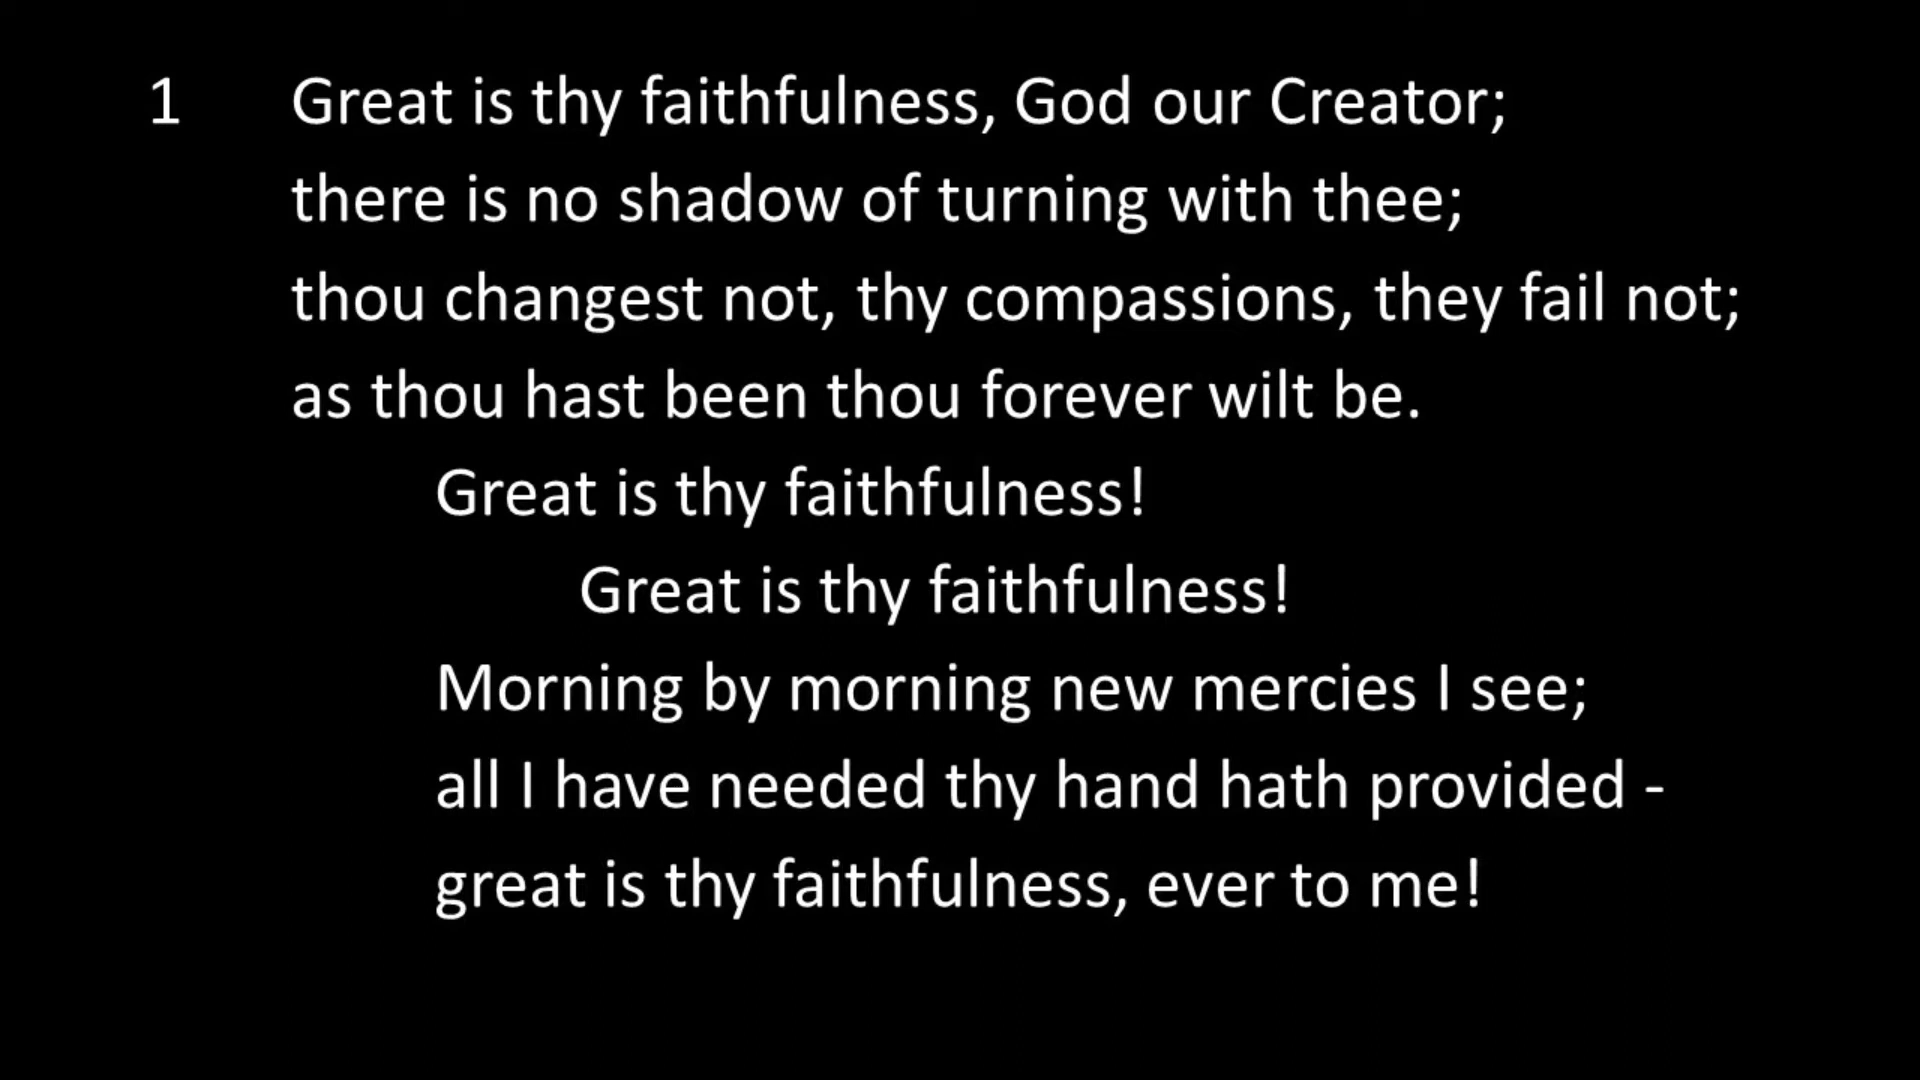 1 Great is thy faithfulness, God our Creator;
there is no shadow of turning with thee;
thou changest not, thy compassions, they fail not;
as thou hast been thou forever wilt be.
Great is thy faithfulness!
Great is thy faithfulness!
Morning by morning new mercies I see;
all I have needed thy hand hath provided -
great is thy faithfulness, ever to me!